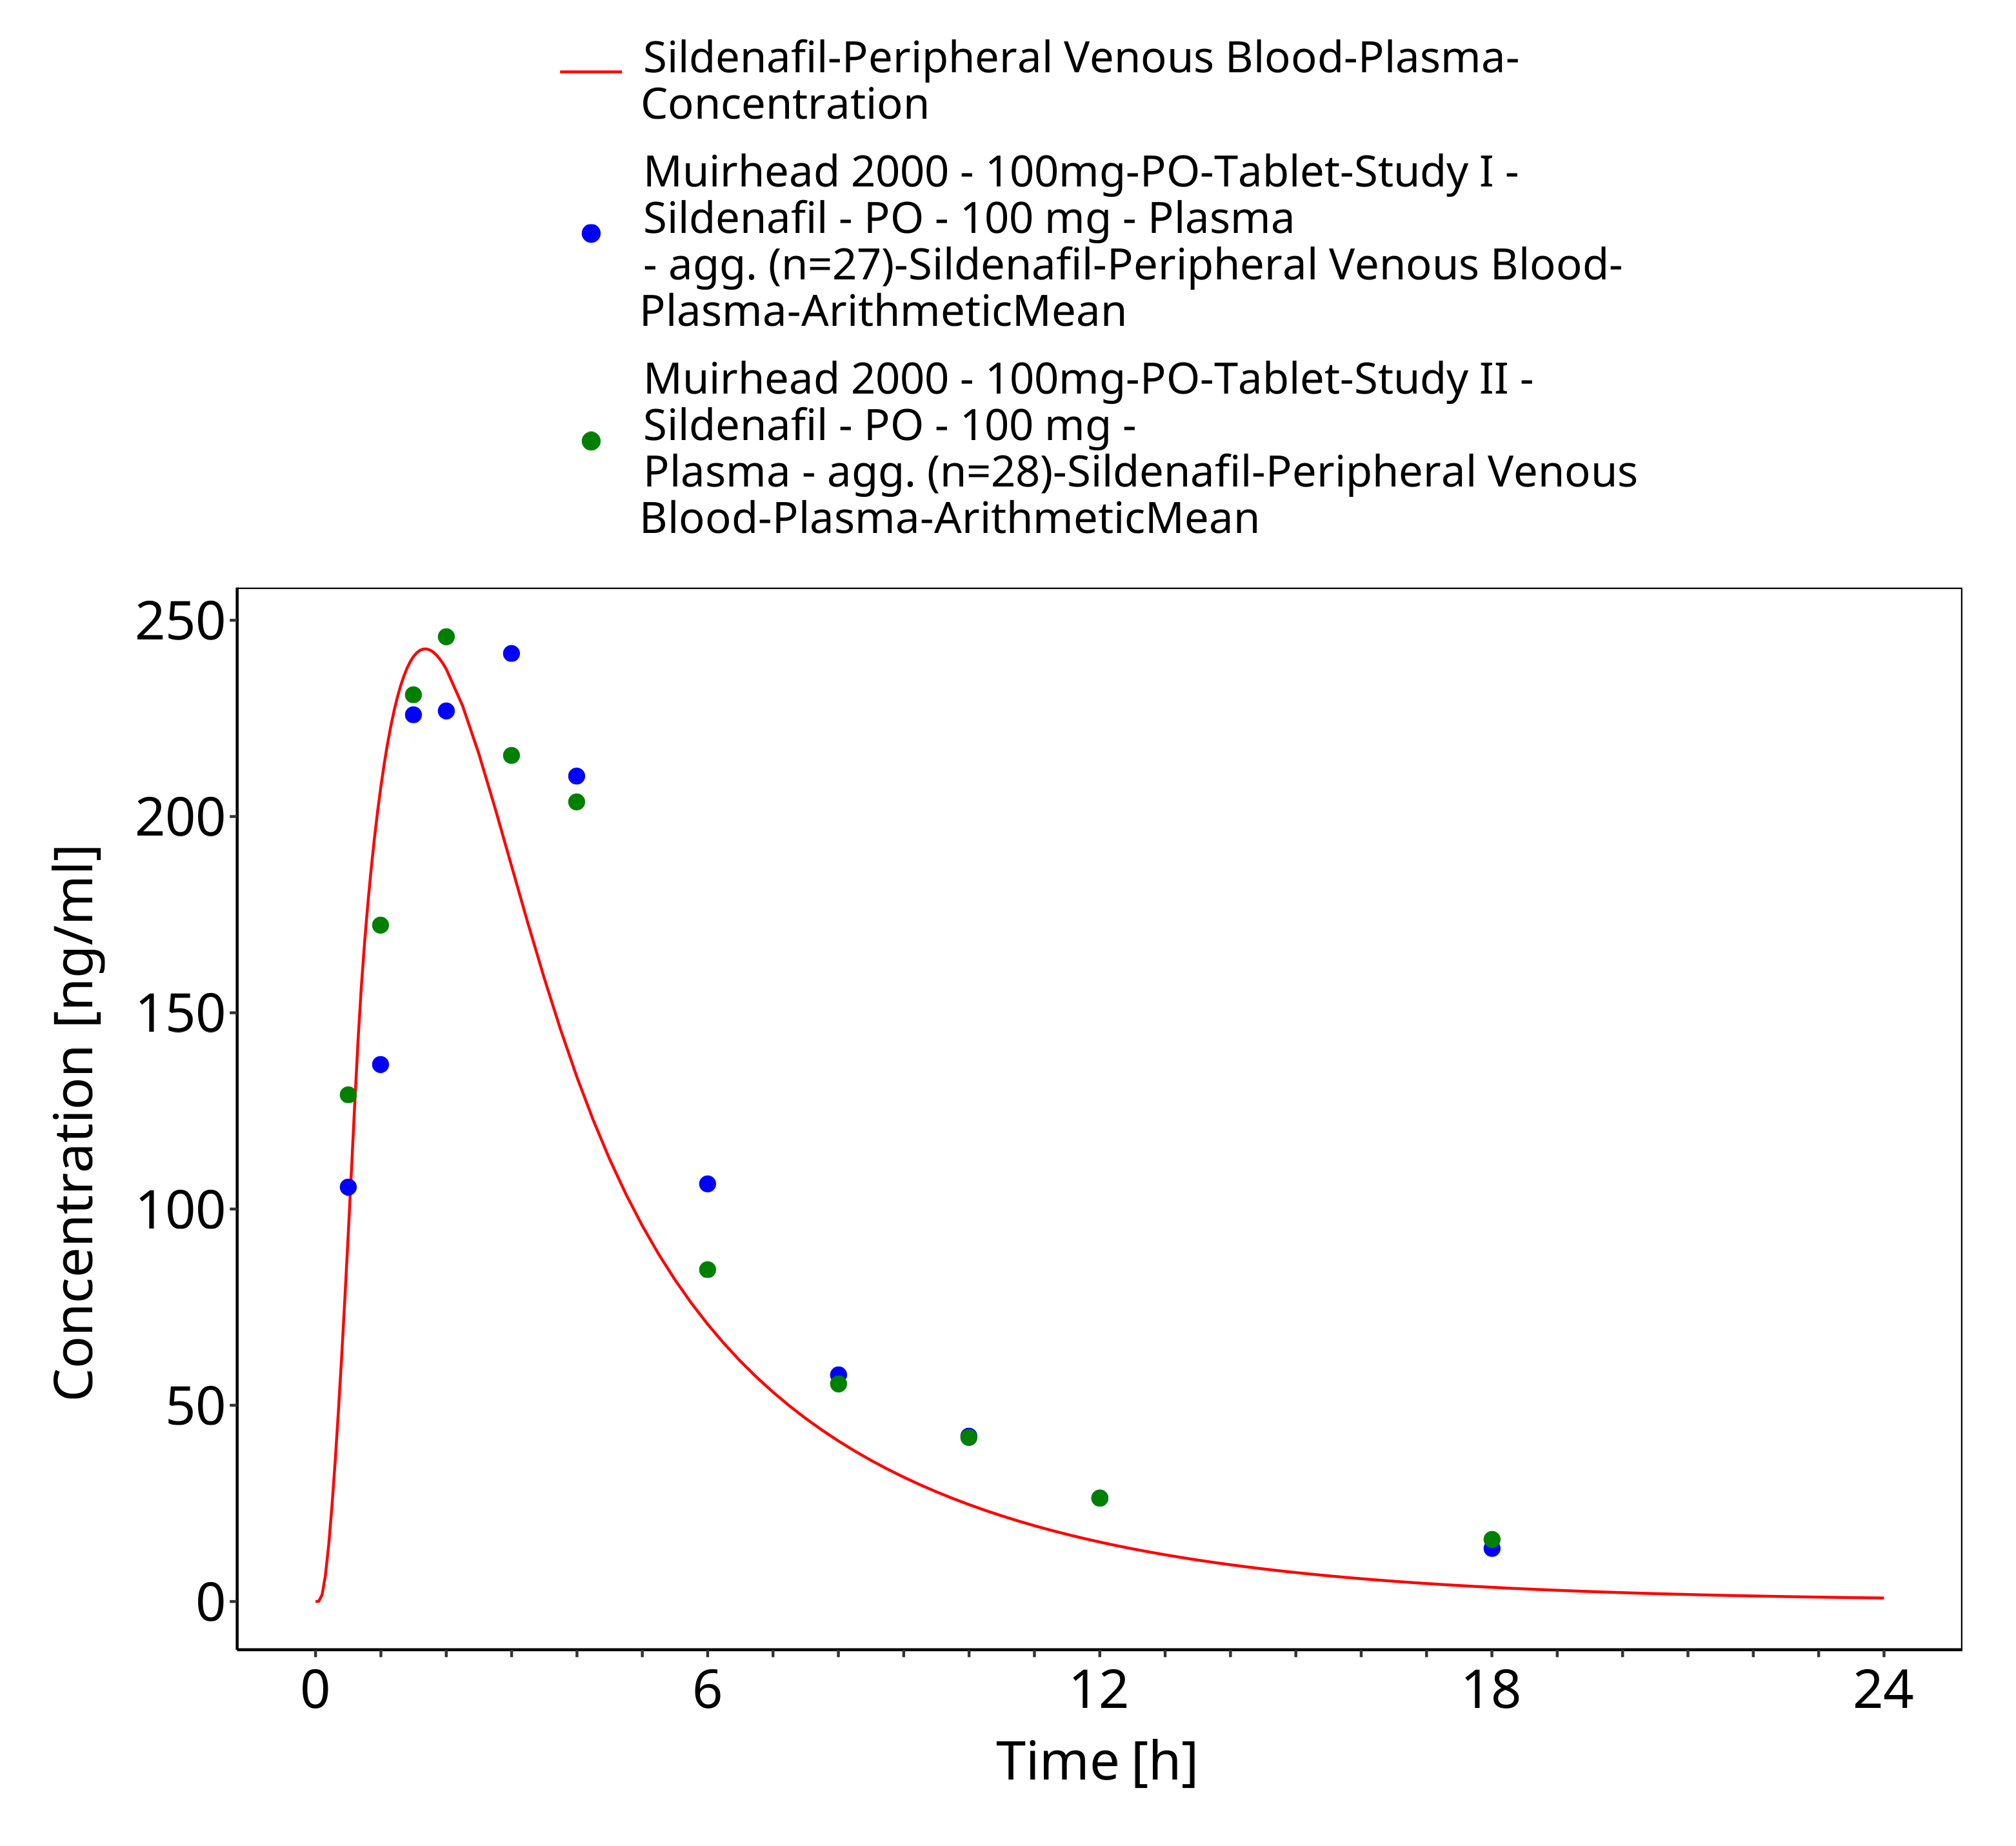 Sildenafil-Peripheral Venous Blood-Plasma-
Concentration
Muirhead 2000 - 100mg-PO-Tablet-Study I -
Sildenafil - PO - 100 mg - Plasma
- agg. (n=27)-Sildenafil-Peripheral Venous Blood-
Plasma-ArithmeticMean
Muirhead 2000 - 100mg-PO-Tablet-Study II -
Sildenafil - PO - 100 mg -
Plasma - agg. (n=28)-Sildenafil-Peripheral Venous
Blood-Plasma-ArithmeticMean
Concentration [ng/ml]
250
200
150
100
50
0
0 6 12 18 24
Time [h]